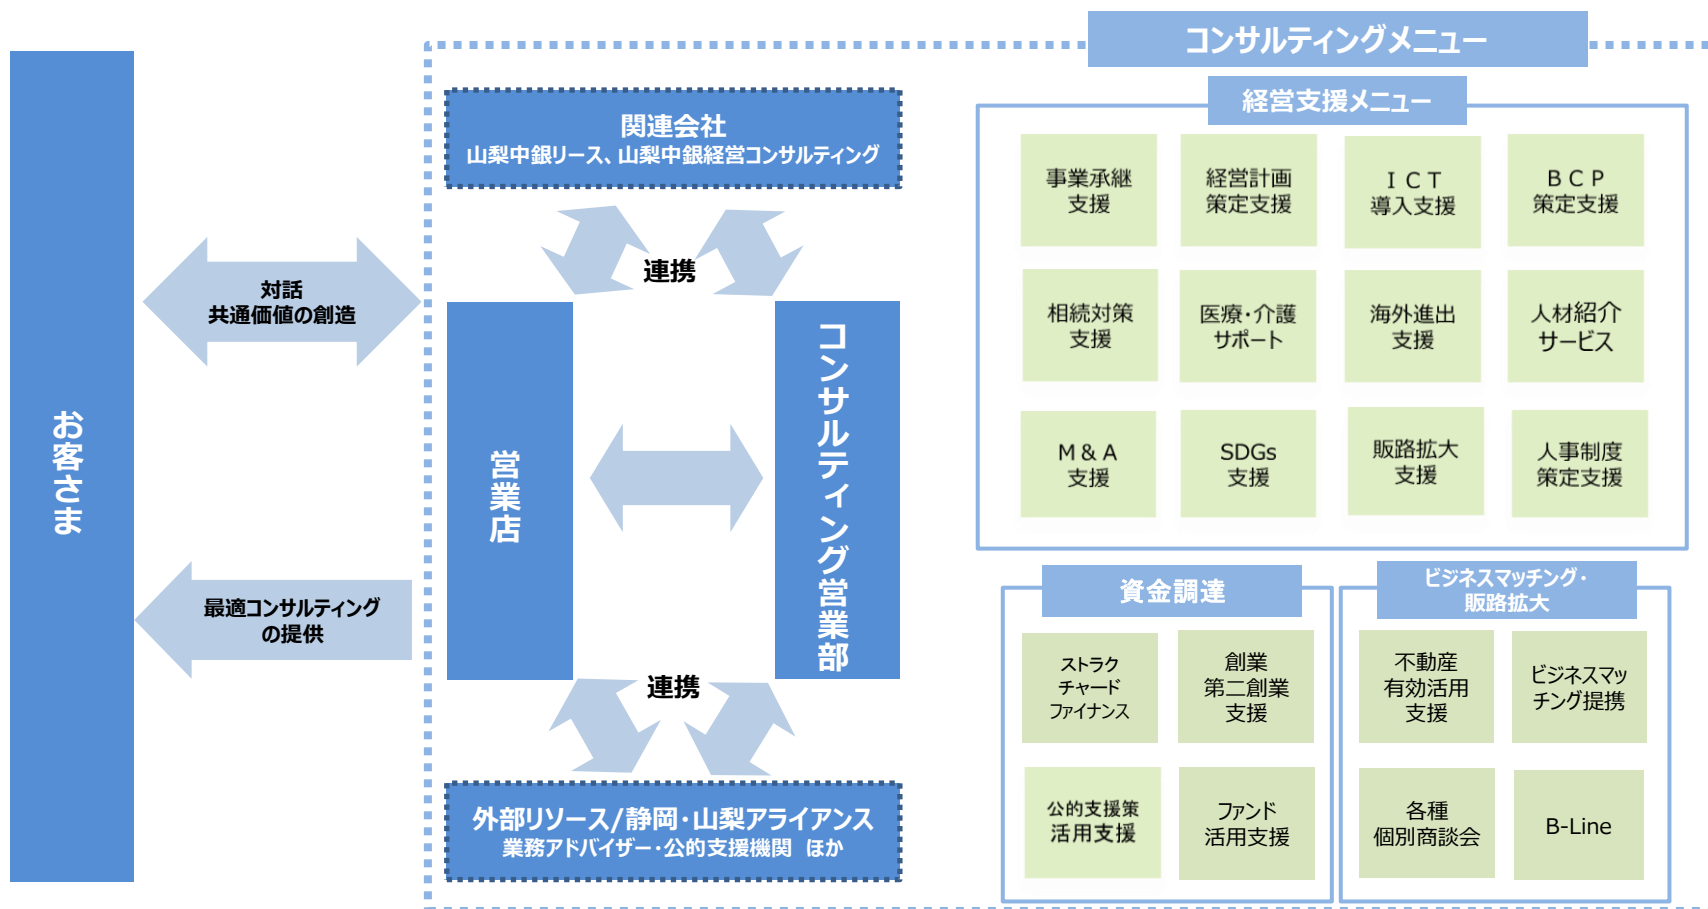 コンサルティングメニュー
お客さま
対話
共通価値の創造
最適コンサルティング
の提供
関連会社
山梨中銀リース、山梨中銀経営コンサルティング
連携
営業店
コンサルティング営業部
連携
外部リソース/静岡・山梨アライアンス
業務アドバイザー・公的支援機関 ほか
経営支援メニュー
事業承継
支援
経営計画
策定支援
ＩＣＴ
導入支援
ＢＣＰ
策定支援
相続対策
支援
医療・介護
サポート
海外進出
支援
人材紹介
サービス
Ｍ＆Ａ
支援
SDGs
支援
販路拡大
支援
人事制度
策定支援
資金調達
ストラク
チャード
ファイナンス
創業
第二創業
支援
公的支援策
活用支援
ファンド
活用支援
ビジネスマッチング・
販路拡大
不動産
有効活用
支援
ビジネスマッ
チング提携
各種
個別商談会
B-Line